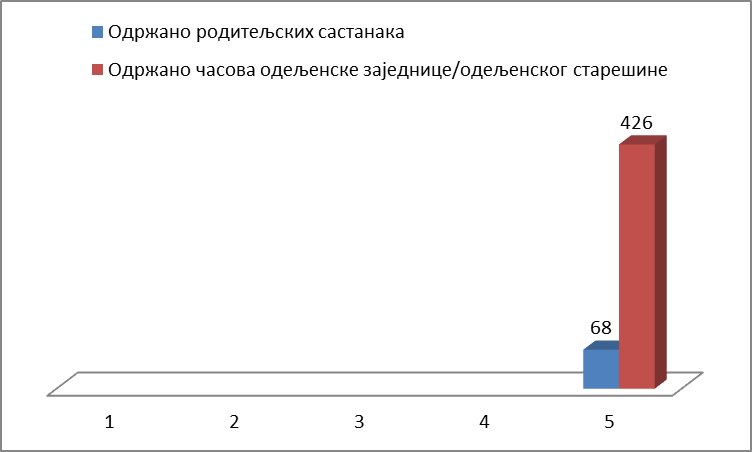 Одржано родитељских састанака
Одржано часова одељенске заједнице/одељенског старешине
426
68
1 2 3 4 5